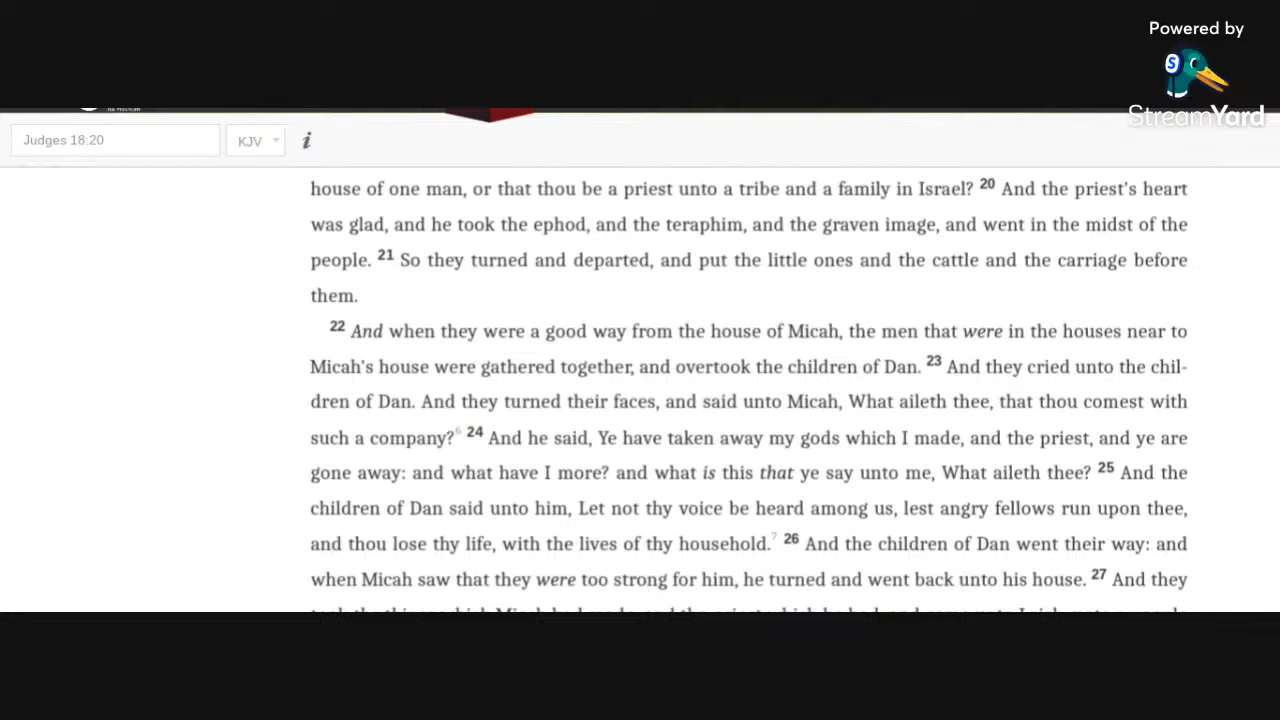 Powered by
S
StreamYard
Judges 18:20
KJV
i
house of one man, or that thou be a priest unto a tribe and a family in Israel? 20 And the priest's heart
was glad, and he took the ephod, and the teraphim, and the graven image, and went in the midst of the
people. 21 So they turned and departed, and put the little ones and the cattle and the carriage before
them.
22 And when they were a good way from the house of Micah, the men that were in the houses near to
Micah's house were gathered together, and overtook the children of Dan. 23 And they cried unto the chil-
dren of Dan. And they turned their faces, and said unto Micah, What aileth thee, that thou comest with
such a company?6 24 And he said, Ye have taken away my gods which I made, and the priest, and ye are
gone away: and what have I more? and what is this that ye say unto me, What aileth thee? 25 And the
children of Dan said unto him, Let not thy voice be heard among us, lest angry fellows run upon thee,
and thou lose thy life, with the lives of thy household.7 26 And the children of Dan went their way: and
when Micah saw that they were too strong for him, he turned and went back unto his house. 27 And they